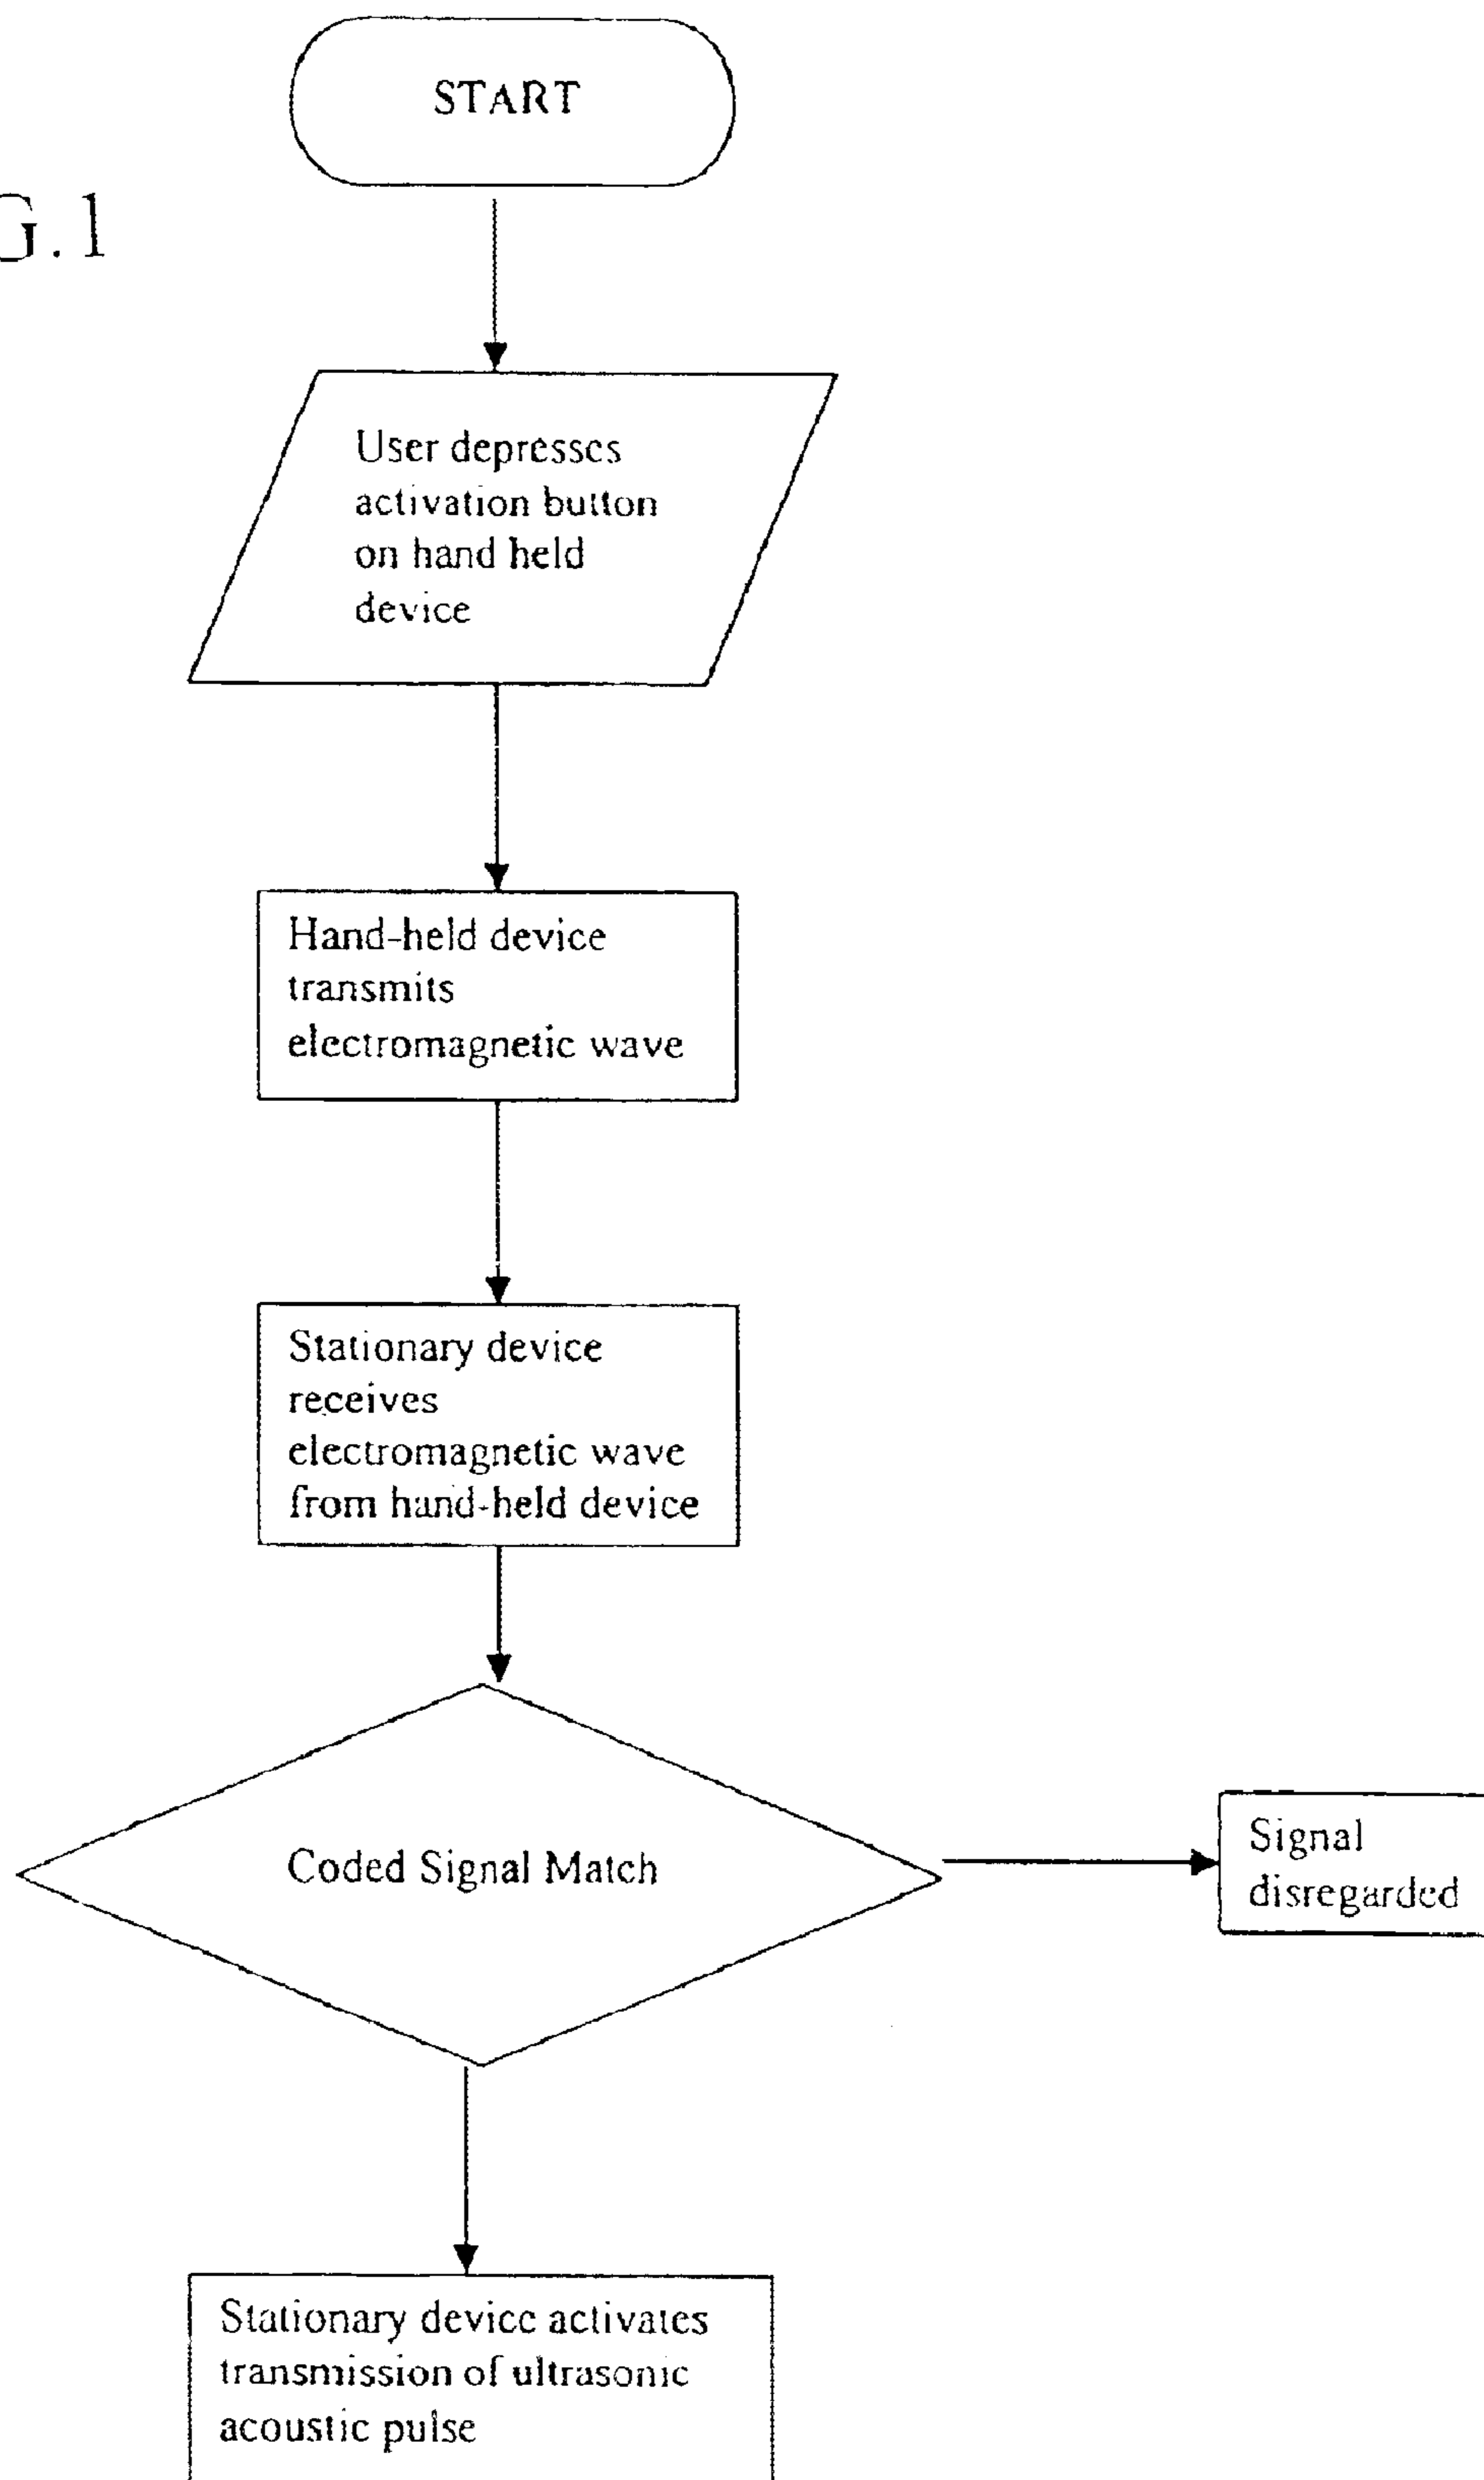 G.1
START
User depresses
activation button
on hand held
device
Hand-held device
transmits
electromagnetic wave
Stationary device
receives
electromagnetic wave
from hand-held device
Coded Signal Match
Signal
disregarded
Stationary device activates
transmission of ultrasonic
acoustic pulse